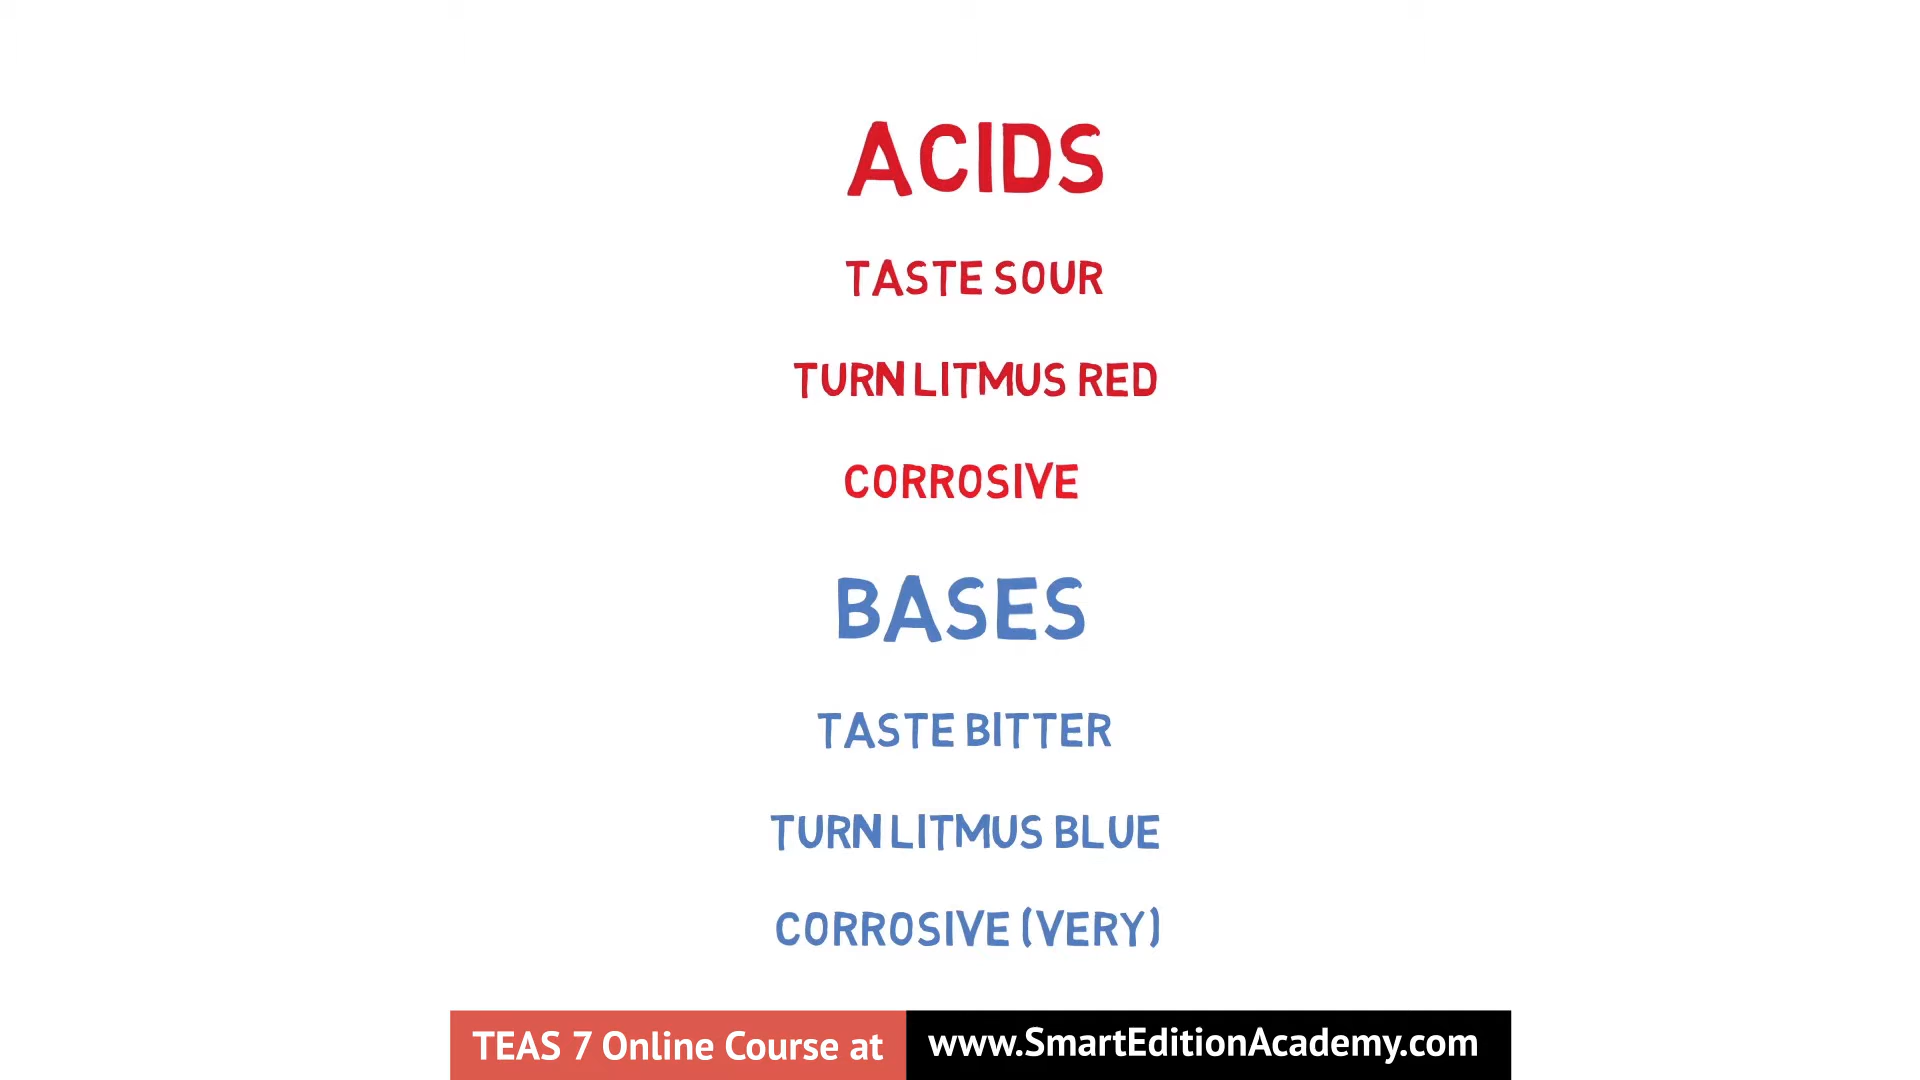 ACIDS
TASTE SOUR
TURN LITMUS RED
CORROSIVE
BASES
TASTE BITTER
TURN LITMUS BLUE
CORROSIVE (VERY)
TEAS 7 Online Course at www.SmartEditionAcademy.com